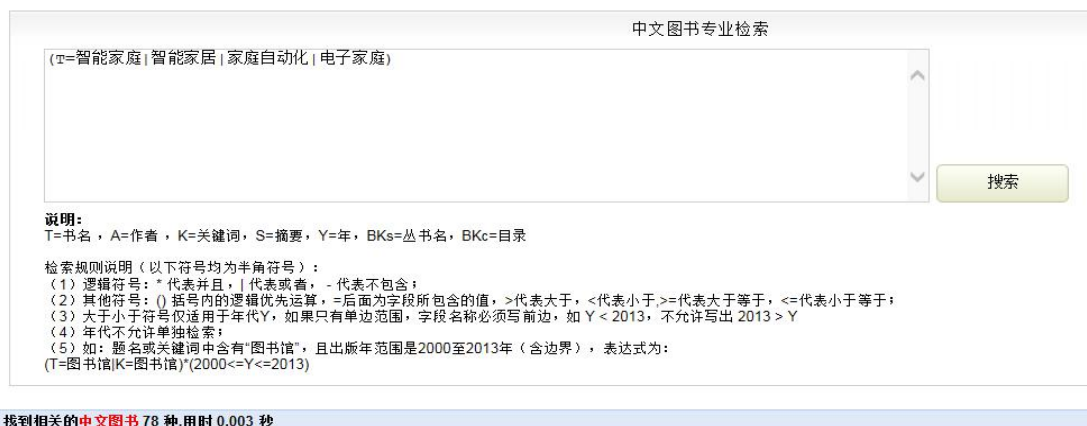 中文图书专业检索
(T=智能家庭|智能家居|家庭自动化|电子家庭)
搜索
说明:
T=书名 ，A=作者 ，K=关键词，S=摘要，Y=年，BKs=丛书名，BKc=目录
检索规则说明（以下符号均为半角符号）:
（1）逻辑符号: * 代表并且，| 代表或者， - 代表不包含；
（2）其他符号: () 括号内的逻辑优先运算，=后面为字段所包含的值，>代表大于，<代表小于,>=代表大于等于，<=代表小于等于；
（3）大于小于符号仅适用于年代Y，如果只有单边范围，字段名称必须写前边，如 Y < 2013，不允许写出 2013 > Y
（4）年代不允许单独检索；
（5）如: 题名或关键词中含有“图书馆”，且出版年范围是2000至2013年（含边界），表达式为:
(T=图书馆|K=图书馆)*(2000<=Y<=2013)
找到相关的中文图书 78 种,用时 0.003 秒